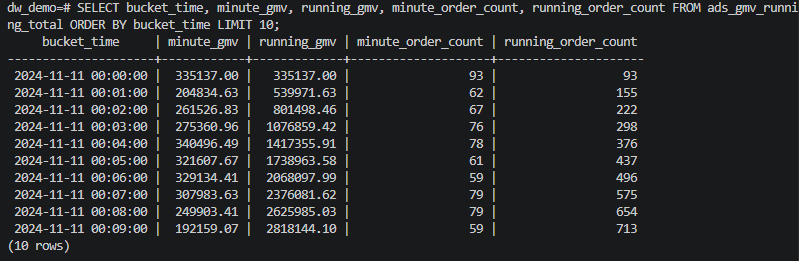 dw_demo=# SELECT bucket_time, minute_gmv, running_gmv, minute_order_count, running_order_count FROM ads_gmv_runni
ng_total ORDER BY bucket_time LIMIT 10;
     bucket_time     | minute_gmv | running_gmv | minute_order_count | running_order_count
---------------------+------------+-------------+--------------------+---------------------
 2024-11-11 00:00:00 |  335137.00 |   335137.00 |                 93 |                  93
 2024-11-11 00:01:00 |  204834.63 |   539971.63 |                 62 |                 155
 2024-11-11 00:02:00 |  261526.83 |   801498.46 |                 67 |                 222
 2024-11-11 00:03:00 |  275360.96 |  1076859.42 |                 76 |                 298
 2024-11-11 00:04:00 |  340496.49 |  1417355.91 |                 78 |                 376
 2024-11-11 00:05:00 |  321607.67 |  1738963.58 |                 61 |                 437
 2024-11-11 00:06:00 |  329134.41 |  2068097.99 |                 59 |                 496
 2024-11-11 00:07:00 |  307983.63 |  2376081.62 |                 79 |                 575
 2024-11-11 00:08:00 |  249903.41 |  2625985.03 |                 79 |                 654
 2024-11-11 00:09:00 |  192159.07 |  2818144.10 |                 59 |                 713
(10 rows)